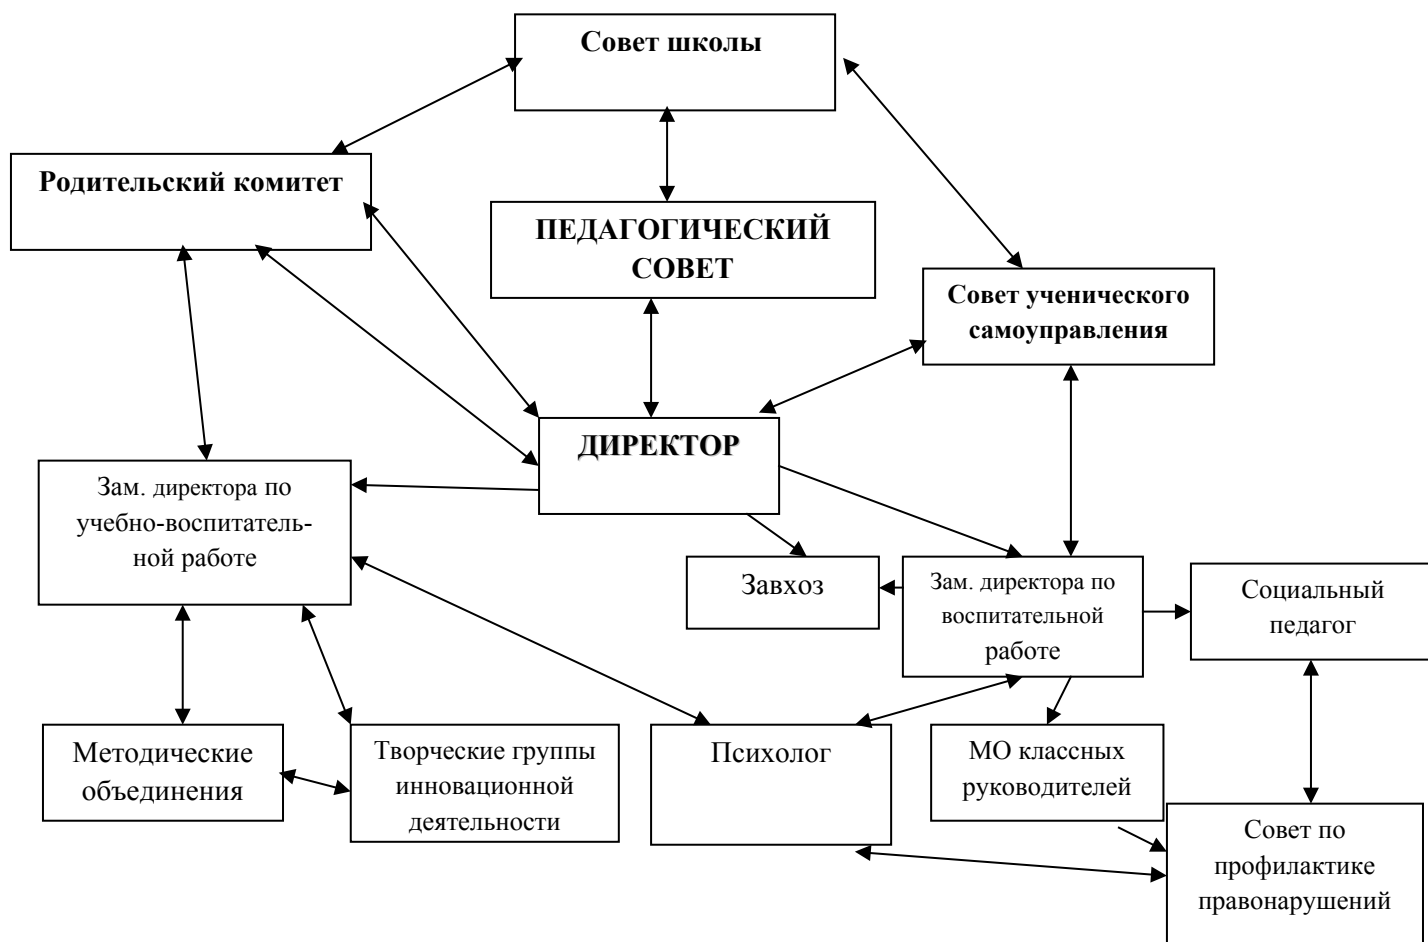 Совет школы
Родительский комитет
ПЕДАГОГИЧЕСКИЙ
СОВЕТ
Совет ученического
самоуправления
ДИРЕКТОР
Зам. директора по
учебно-воспитатель-
ной работе
Завхоз
Зам. директора по
воспитательной
работе
Социальный
педагог
Методические
объединения
Творческие группы
инновационной
деятельности
Психолог
МО классных
руководителей
Совет по
профилактике
правонарушений